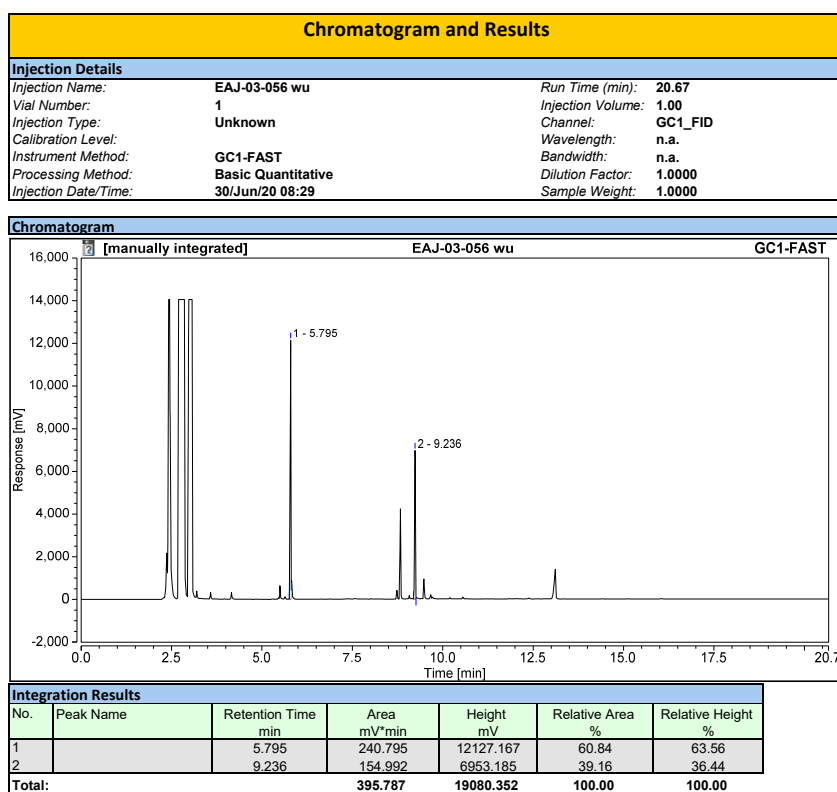 Chromatogram and Results
Injection Details
Injection Name: EAJ-03-056 wu Run Time (min): 20.67
Vial Number: 1 Injection Volume: 1.00
Injection Type: Unknown Channel: GC1_FID
Calibration Level: Wavelength: n.a.
Instrument Method: GC1-FAST Bandwidth: n.a.
Processing Method: Basic Quantitative Dilution Factor: 1.0000
Injection Date/Time: 30/Jun/20 08:29 Sample Weight: 1.0000
Chromatogram
? [manually integrated] EAJ-03-056 wu GC1-FAST
16,000
14,000
12,000
10,000
8,000
6,000
4,000
2,000
0
-2,000
Response [mV]
1 - 5.795
2 - 9.236
0.0 2.5 5.0 7.5 10.0 12.5 15.0 17.5 20.7
Time [min]
Integration Results
No. Peak Name Retention Time Area Height Relative Area Relative Height
min mV*min mV % %
1 5.795 240.795 12127.167 60.84 63.56
2 9.236 154.992 6953.185 39.16 36.44
Total: 395.787 19080.352 100.00 100.00